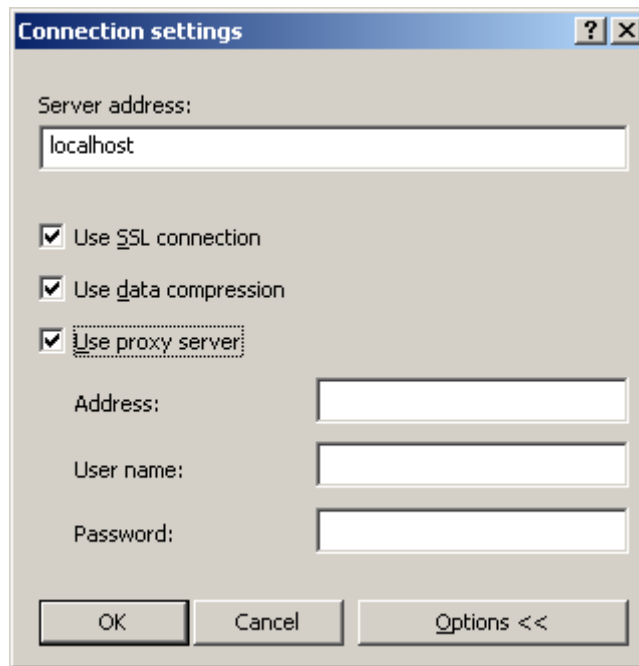 Connection settings
Server address:
localhost
Use SSL connection
Use data compression
Use proxy server
Address:
User name:
Password:
OK Cancel Options <<